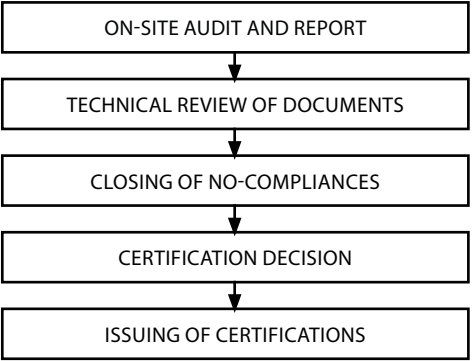 ON-SITE AUDIT AND REPORT
TECHNICAL REVIEW OF DOCUMENTS
CLOSING OF NO-COMPLIANCES
CERTIFICATION DECISION
ISSUING OF CERTIFICATIONS